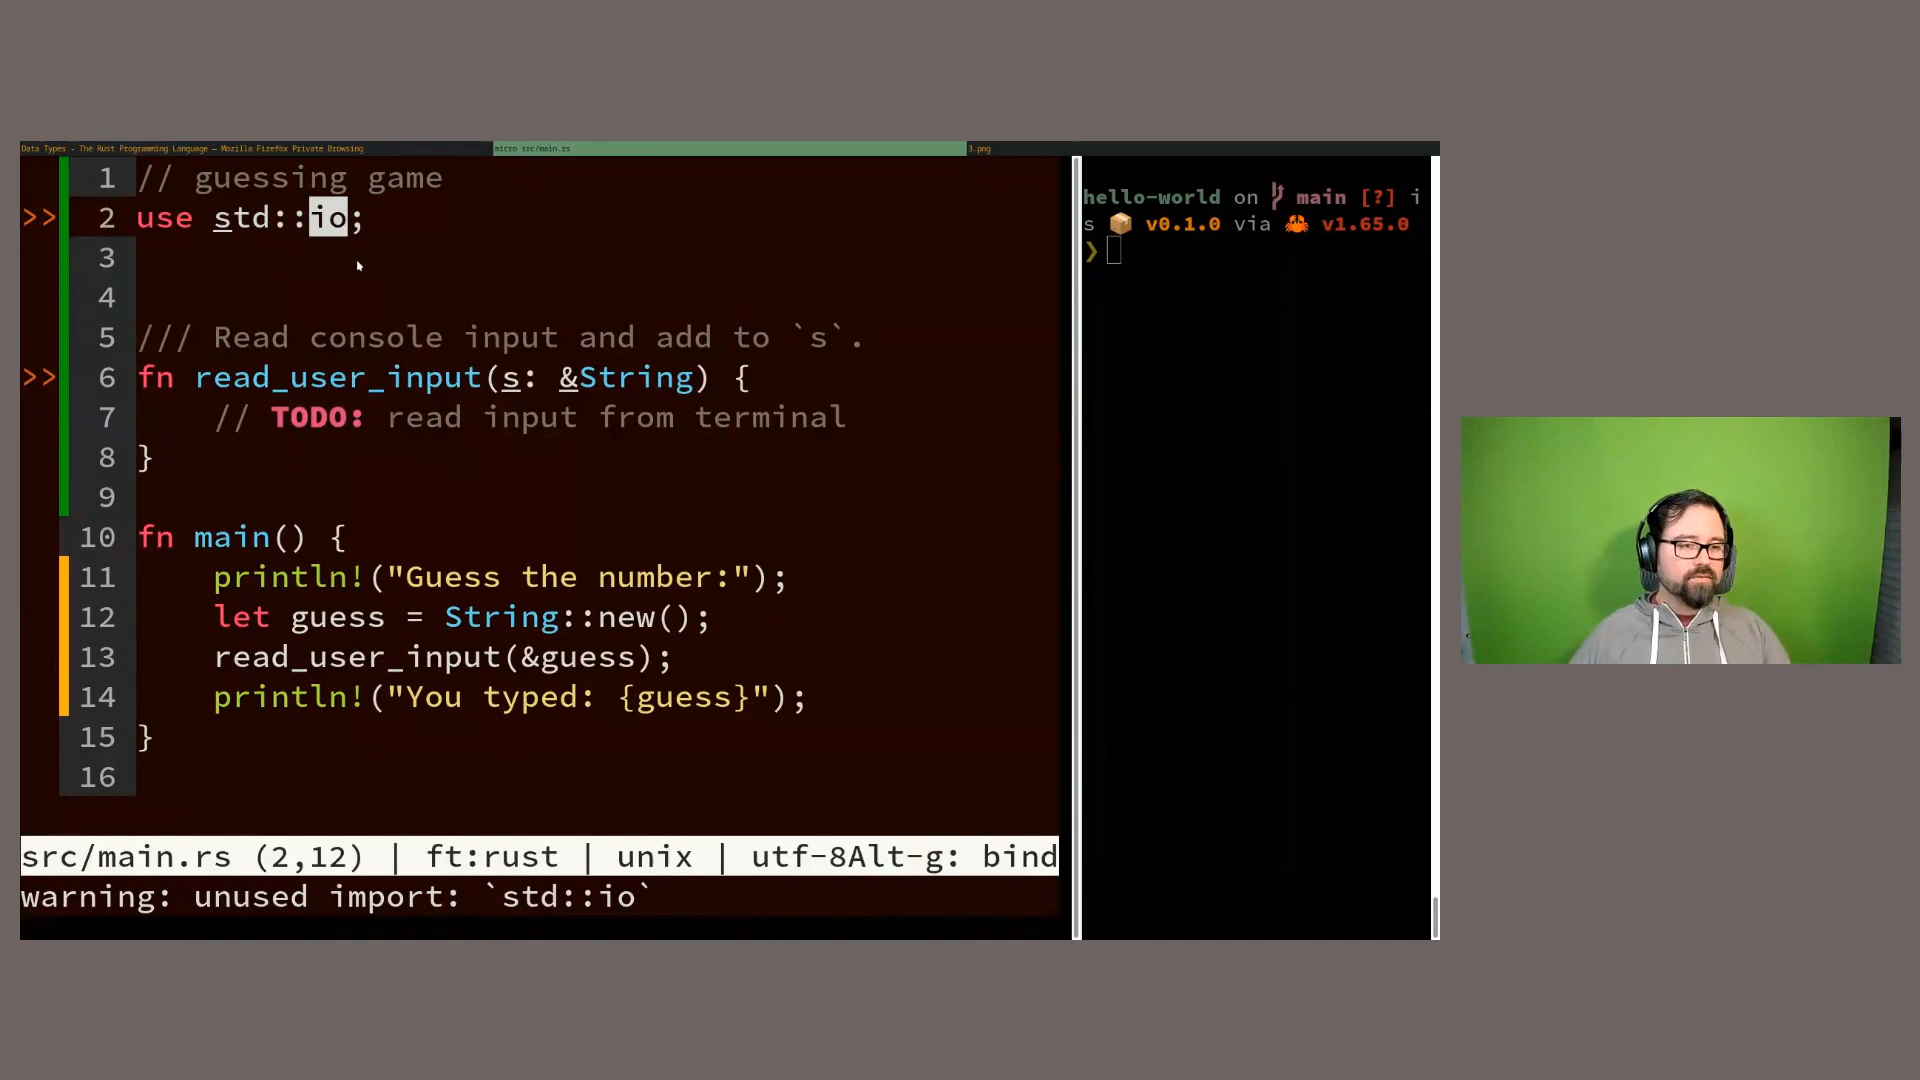 Data Types - The Rust Programming Language — Mozilla Firefox Private Browsing
micro src/main.rs
3.png
1 // guessing game
>> 2 use std::io;
3
4
5 /// Read console input and add to `s`.
>> 6 fn read_user_input(s: &String) {
7 // TODO: read input from terminal
8 }
9
10 fn main() {
11 println!("Guess the number:");
12 let guess = String::new();
13 read_user_input(&guess);
14 println!("You typed: {guess}");
15 }
16
src/main.rs (2,12) | ft:rust | unix | utf-8Alt-g: bind
warning: unused import: `std::io`
hello-world on main [?] i
s 📦 v0.1.0 via 🦀 v1.65.0
❯